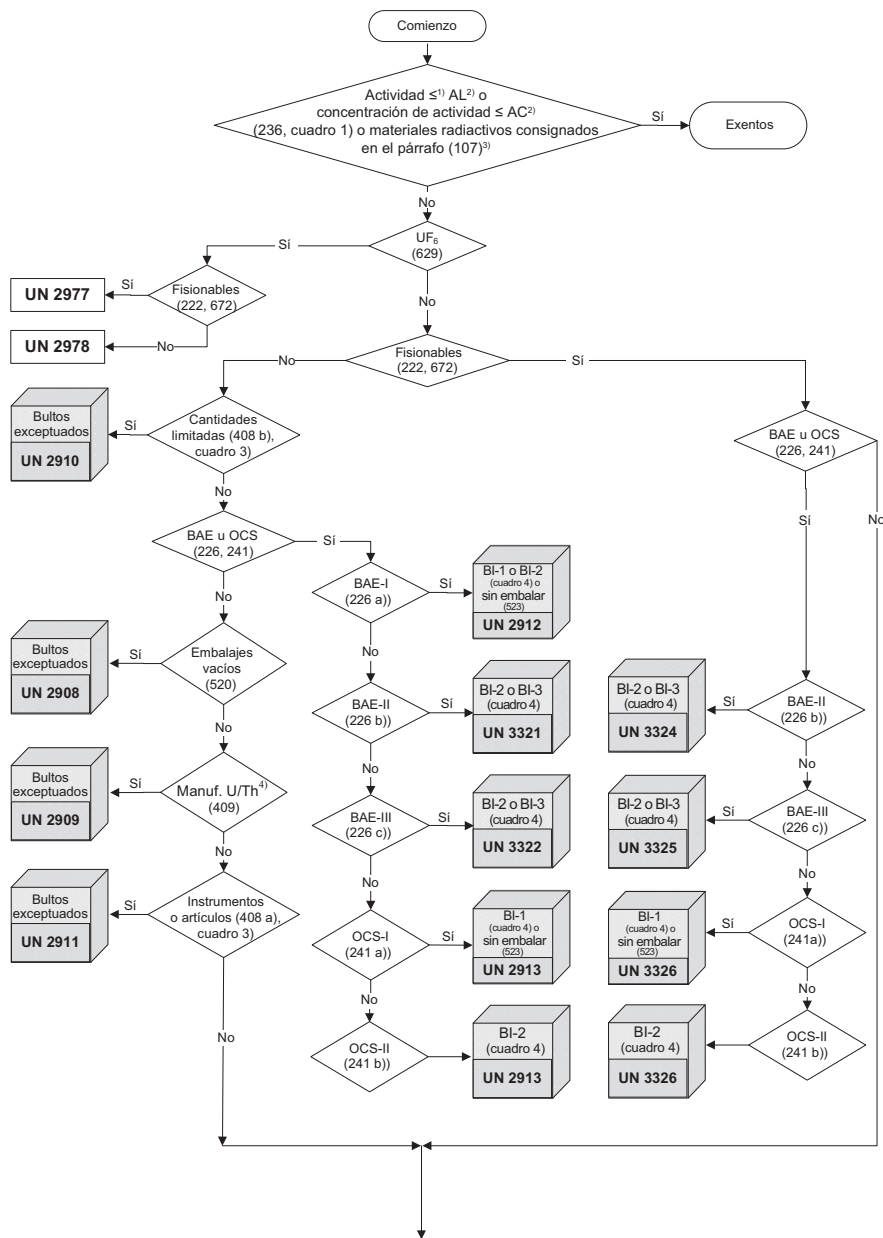 Comienzo
Actividad ≤¹⁾ AL²⁾ o
concentración de actividad ≤ AC²⁾
(236, cuadro 1) o materiales radiactivos consignados
en el párrafo (107)³⁾
Sí
Exentos
No
UF₆
(629)
Sí
Fisionables
(222, 672)
Sí
UN 2977
No
UN 2978
No
Fisionables
(222, 672)
No
Sí
Cantidades
limitadas (408 b),
cuadro 3)
Sí
Bultos
exceptuados
UN 2910
No
BAE u OCS
(226, 241)
No
Sí
BAE u OCS
(226, 241)
Sí
No
BAE-I
(226 a))
Sí
BI-1 o BI-2
(cuadro 4) o
sin embalar
(523)
UN 2912
No
Embalajes
vacíos
(520)
Sí
Bultos
exceptuados
UN 2908
No
BAE-II
(226 b))
Sí
BI-2 o BI-3
(cuadro 4)
UN 3321
BI-2 o BI-3
(cuadro 4)
UN 3324
Sí
BAE-II
(226 b))
No
Manuf. U/Th⁴⁾
(409)
Sí
Bultos
exceptuados
UN 2909
No
BAE-III
(226 c))
Sí
BI-2 o BI-3
(cuadro 4)
UN 3322
BI-2 o BI-3
(cuadro 4)
UN 3325
Sí
BAE-III
(226 c))
No
Instrumentos
o artículos (408 a),
cuadro 3)
Sí
Bultos
exceptuados
UN 2911
No
No
OCS-I
(241 a))
Sí
BI-1
(cuadro 4) o
sin embalar
(523)
UN 2913
BI-1
(cuadro 4) o
sin embalar
(523)
UN 3326
Sí
OCS-I
(241a))
No
No
No
OCS-II
(241 b))
BI-2
(cuadro 4)
UN 2913
BI-2
(cuadro 4)
UN 3326
OCS-II
(241 b))